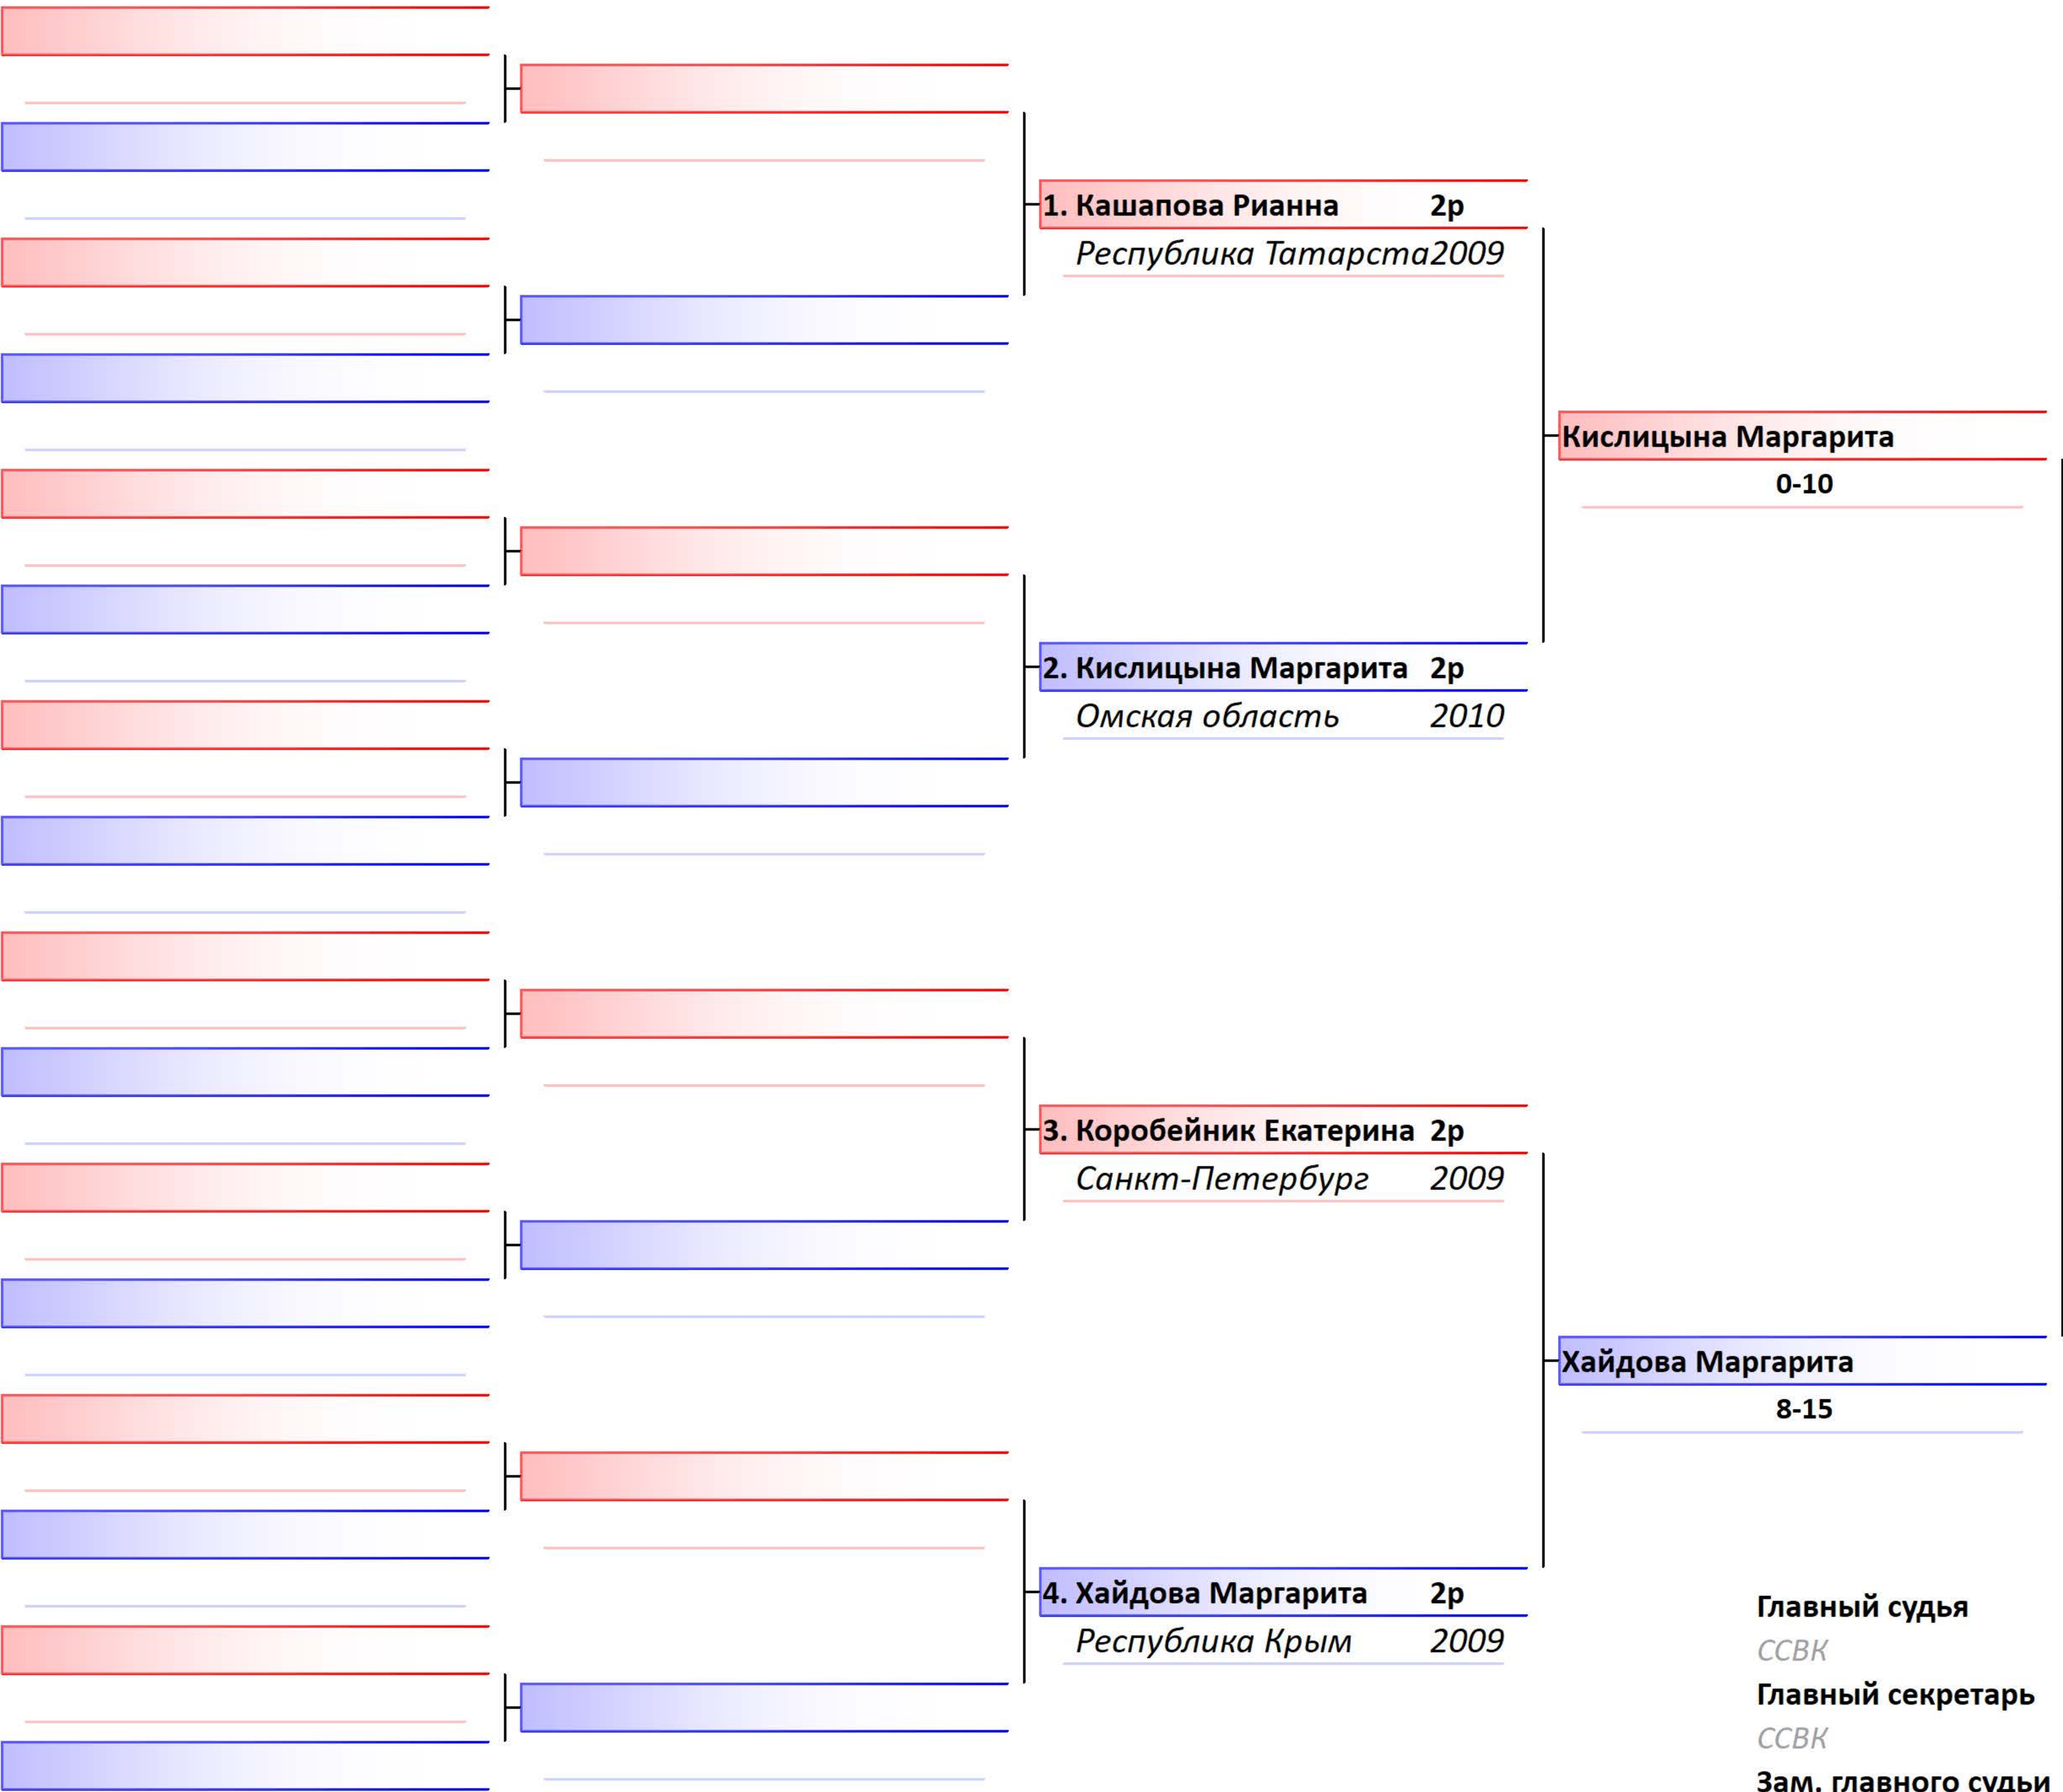 1. Кашапова Рианна 2р
Республика Татарста2009
Кислицына Маргарита
0-10
2. Кислицына Маргарита 2р
Омская область 2010
3. Коробейник Екатерина 2р
Санкт-Петербург 2009
Хайдова Маргарита
8-15
4. Хайдова Маргарита 2р
Республика Крым 2009
Главный судья
ССВК
Главный секретарь
ССВК
Зам. главного судьи